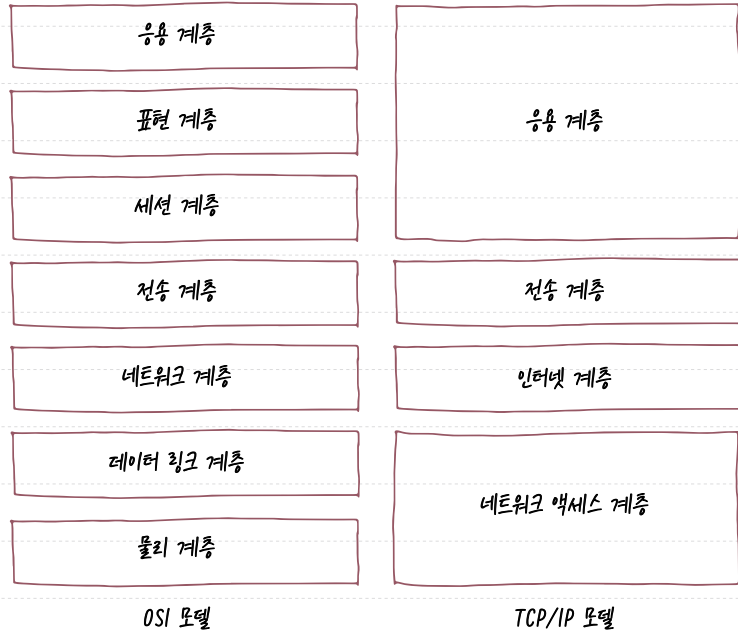 응용 계층
표현 계층
세션 계층
전송 계층
네트워크 계층
데이터 링크 계층
물리 계층
OSI 모델
응용 계층
전송 계층
인터넷 계층
네트워크 액세스 계층
TCP/IP 모델